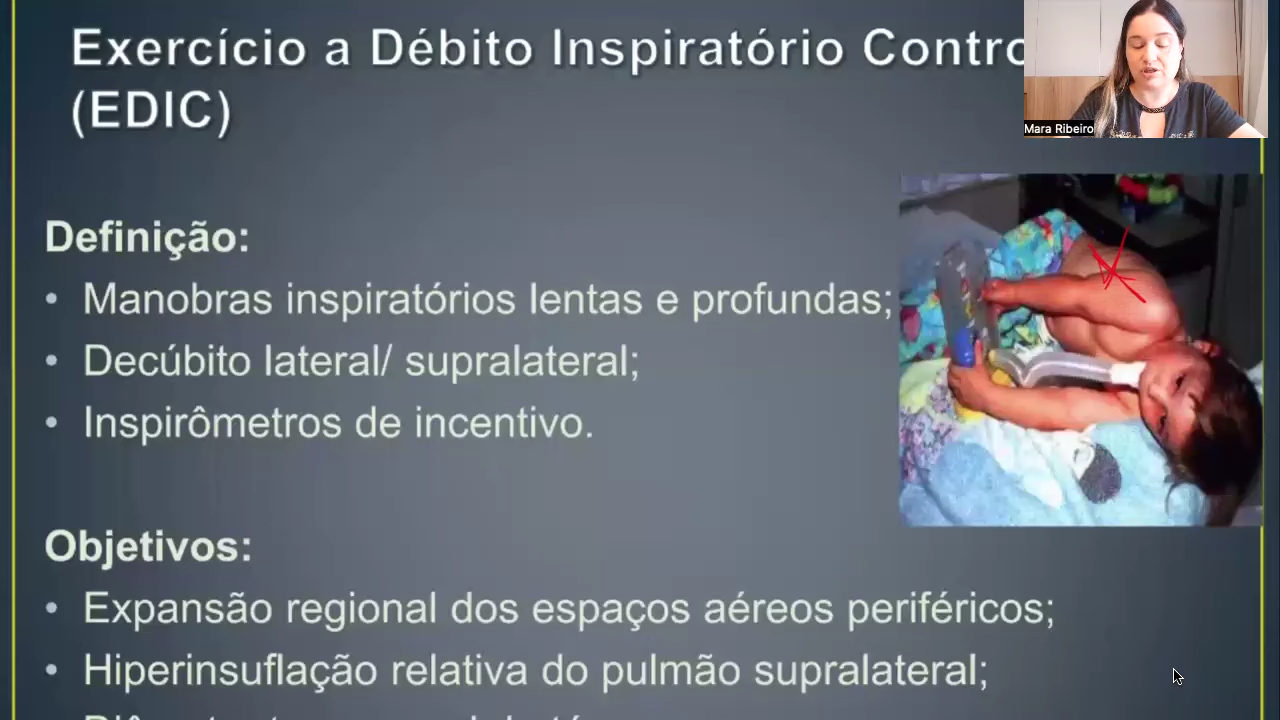 Exercício a Débito Inspiratório Contro
(EDIC)
Mara Ribeiro
Definição:
• Manobras inspiratórios lentas e profundas;
• Decúbito lateral/ supralateral;
• Inspirômetros de incentivo.
Objetivos:
• Expansão regional dos espaços aéreos periféricos;
• Hiperinsuflação relativa do pulmão supralateral;